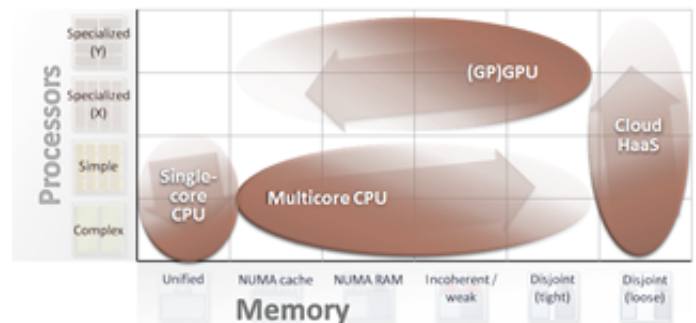 Processors
Specialized
(Y)
Specialized
(X)
Simple
Complex
(GP)GPU
Cloud
HaaS
Single-
core
CPU
Multicore CPU
Unified
NUMA cache
NUMA RAM
Incoherent /
weak
Disjoint
(tight)
Disjoint
(loose)
Memory